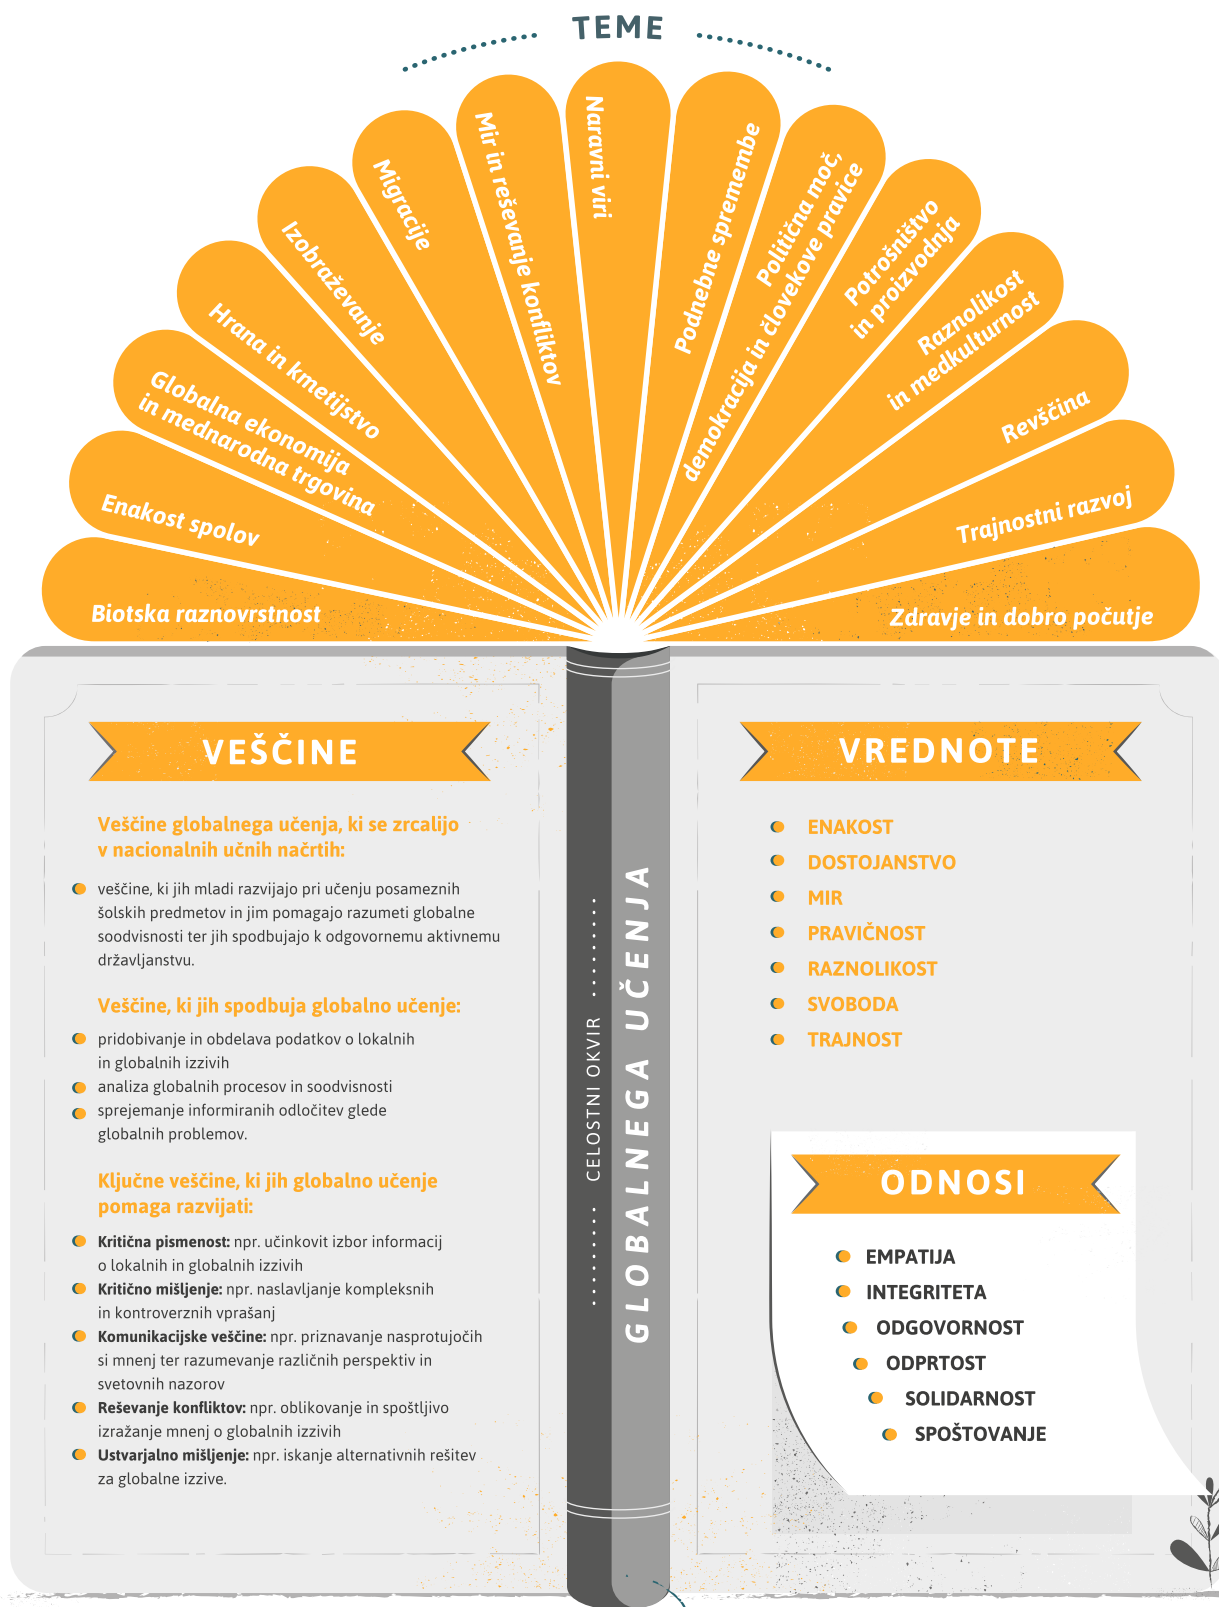 TEME
Biotska raznovrstnost
Enakost spolov
Globalna ekonomija
in mednarodna trgovina
Hrana in kmetijstvo
Izobraževanje
Migracije
Mir in reševanje konfliktov
Naravni viri
Podnebne spremembe
Politična moč,
demokracija in človekove pravice
Potrošništvo
in proizvodnja
Raznolikost
in medkulturnost
Revščina
Trajnostni razvoj
Zdravje in dobro počutje
VEŠČINE
Veščine globalnega učenja, ki se zrcalijo
v nacionalnih učnih načrtih:
veščine, ki jih mladi razvijajo pri učenju posameznih
šolskih predmetov in jim pomagajo razumeti globalne
soodvisnosti ter jih spodbujajo k odgovornemu aktivnemu
državljanstvu.
Veščine, ki jih spodbuja globalno učenje:
pridobivanje in obdelava podatkov o lokalnih
in globalnih izzivih
analiza globalnih procesov in soodvisnosti
sprejemanje informiranih odločitev glede
globalnih problemov.
Ključne veščine, ki jih globalno učenje
pomaga razvijati:
Kritična pismenost: npr. učinkovit izbor informacij
o lokalnih in globalnih izzivih
Kritično mišljenje: npr. naslavljanje kompleksnih
in kontroverznih vprašanj
Komunikacijske veščine: npr. priznavanje nasprotujočih
si mnenj ter razumevanje različnih perspektiv in
svetovnih nazorov
Reševanje konfliktov: npr. oblikovanje in spoštljivo
izražanje mnenj o globalnih izzivih
Ustvarjalno mišljenje: npr. iskanje alternativnih rešitev
za globalne izzive.
CELOSTNI OKVIR
GLOBALNEGA UČENJA
VREDNOTE
ENAKOST
DOSTOJANSTVO
MIR
PRAVIČNOST
RAZNOLIKOST
SVOBODA
TRAJNOST
ODNOSI
EMPATIJA
INTEGRITETA
ODGOVORNOST
ODPRTOST
SOLIDARNOST
SPOŠTOVANJE